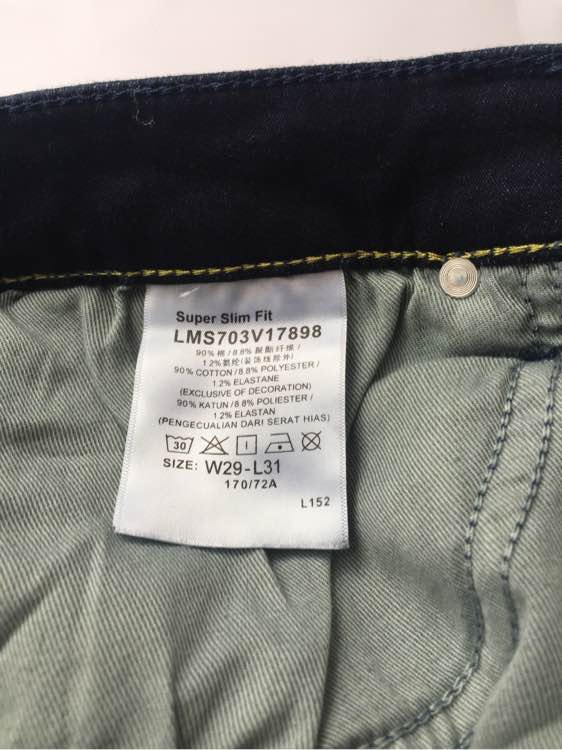 Super Slim Fit
LMS703V17898
90% 棉 / 8.8% 聚酯纤维 /
1.2% 氨纶 (装饰线除外)
90% COTTON / 8.8% POLYESTER /
1.2% ELASTANE
(EXCLUSIVE OF DECORATION)
90% KATUN / 8.8% POLIESTER /
1.2% ELASTAN
(PENGECUALIAN DARI SERAT HIAS)
30
SIZE: W29-L31
170/72A
L152